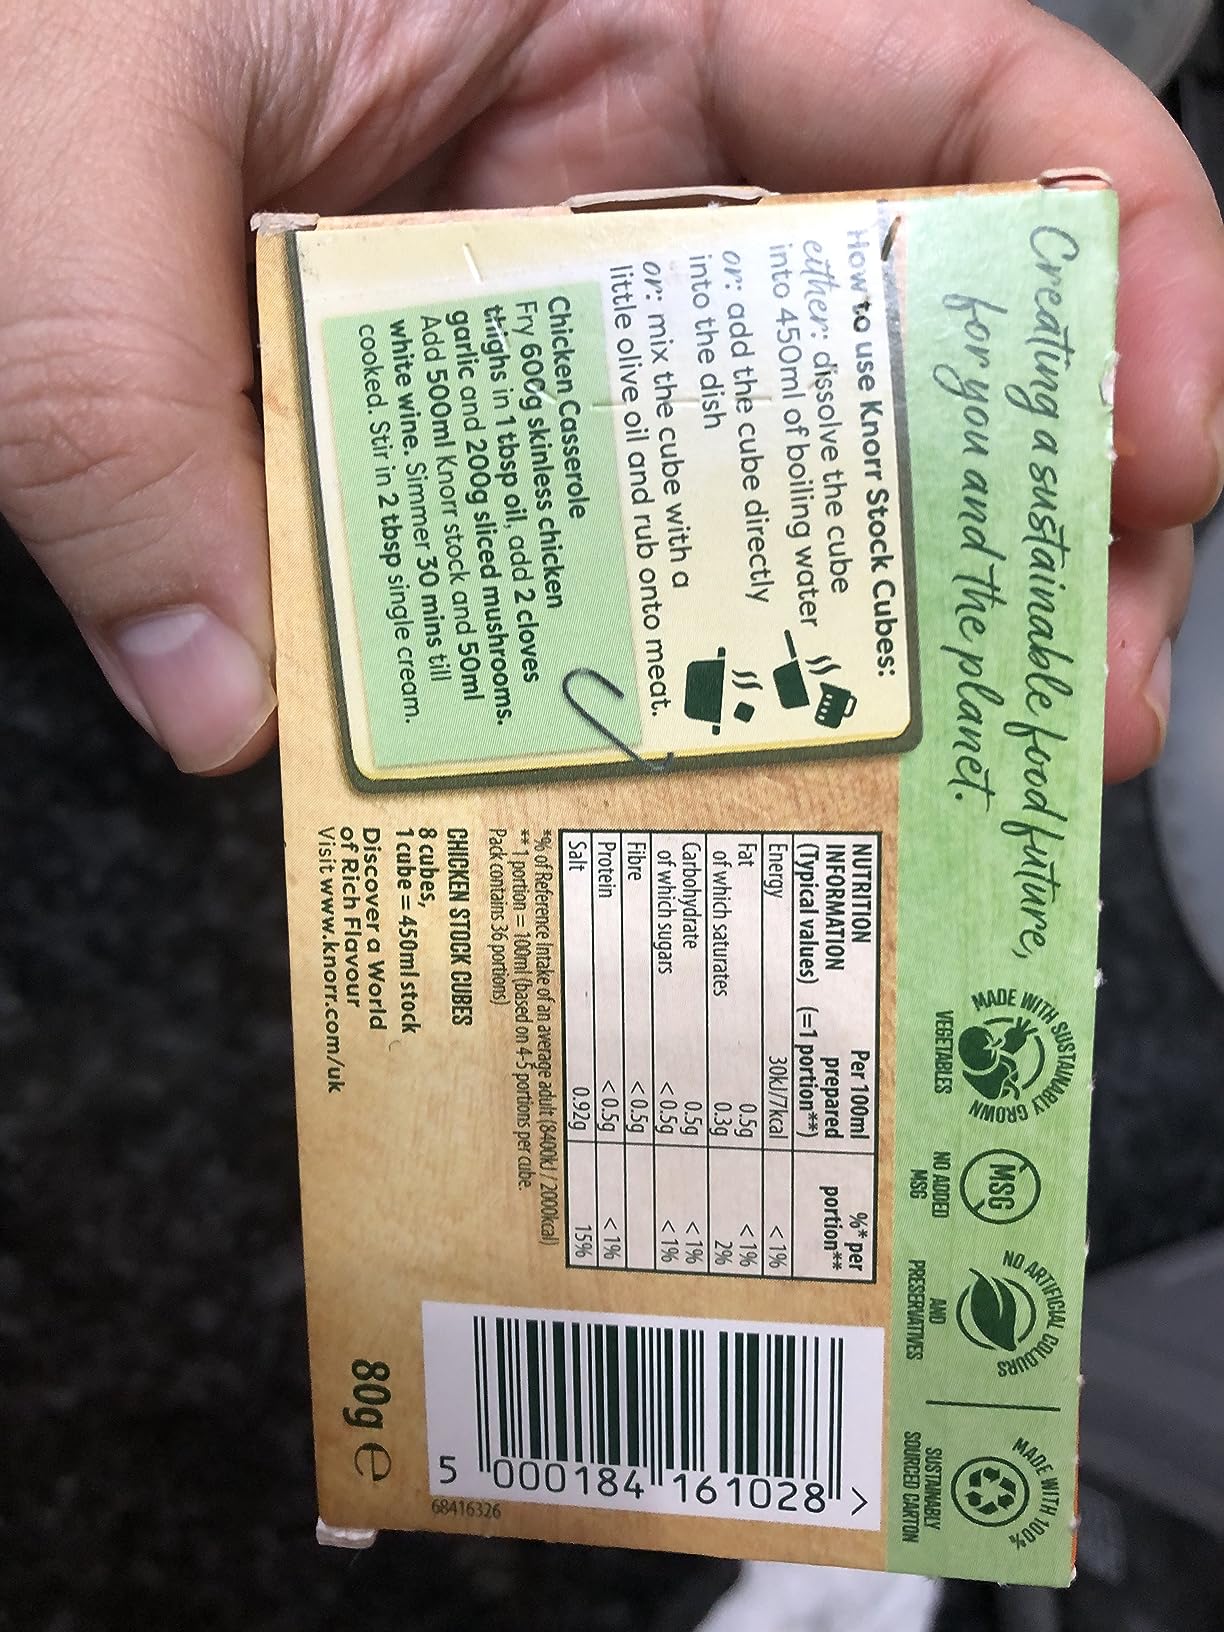 Creating a sustainable food future,
for you and the planet.
MADE WITH SUSTAINABLY GROWN
VEGETABLES
MSG
NO ADDED
MSG
NO ARTIFICIAL COLOURS
AND
PRESERVATIVES
MADE WITH 100%
SUSTAINABLY
SOURCED CARTON
How to use Knorr Stock Cubes:
either: dissolve the cube
into 450ml of boiling water
or: add the cube directly
into the dish
or: mix the cube with a
little olive oil and rub onto meat.
Chicken Casserole
Fry 600g skinless chicken
thighs in 1 tbsp oil, add 2 cloves
garlic and 200g sliced mushrooms.
Add 500ml Knorr stock and 50ml
white wine. Simmer 30 mins till
cooked. Stir in 2 tbsp single cream.
NUTRITION Per 100ml %* per
INFORMATION prepared portion**
(Typical values) (=1 portion**)
Energy 30kJ/7kcal <1%
Fat 0.5g <1%
of which saturates 0.3g 2%
Carbohydrate 0.5g <1%
of which sugars <0.5g <1%
Fibre <0.5g
Protein <0.5g <1%
Salt 0.92g 15%
*% of Reference Intake of an average adult (8400kJ / 2000kcal)
** 1 portion = 100ml (based on 4-5 portions per cube.
Pack contains 36 portions)
CHICKEN STOCK CUBES
8 cubes,
1 cube = 450ml stock
Discover a World
of Rich Flavour
Visit www.knorr.com/uk
5 000184 161028 >
68416326
80g e